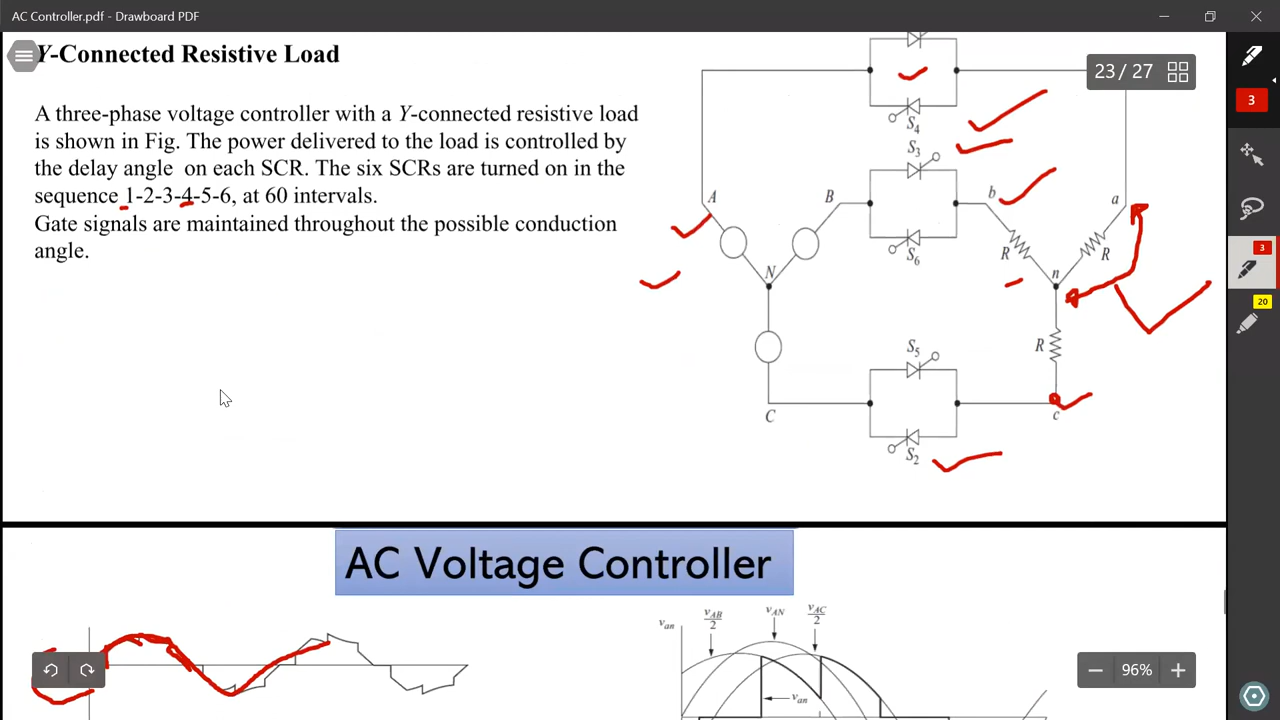 AC Controller.pdf - Drawboard PDF
Y-Connected Resistive Load
23 / 27
3
A three-phase voltage controller with a Y-connected resistive load
is shown in Fig. The power delivered to the load is controlled by
the delay angle on each SCR. The six SCRs are turned on in the
sequence 1-2-3-4-5-6, at 60 intervals.
Gate signals are maintained throughout the possible conduction
angle.
S4
S3
A
B
b
a
S6
R
R
N
n
3
20
S5
R
C
c
S2
AC Voltage Controller
van
vAB/2
vAN
vAC/2
van
96%